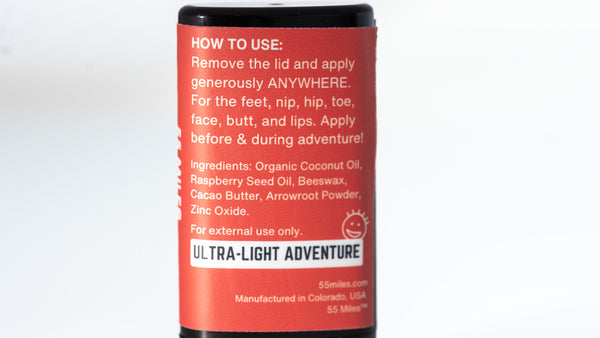 HOW TO USE:
Remove the lid and apply
generously ANYWHERE.
For the feet, nip, hip, toe,
face, butt, and lips. Apply
before & during adventure!
Ingredients: Organic Coconut Oil,
Raspberry Seed Oil, Beeswax,
Cacao Butter, Arrowroot Powder,
Zinc Oxide.
For external use only.
ULTRA-LIGHT ADVENTURE
55miles.com
Manufactured in Colorado, USA
55 Miles™